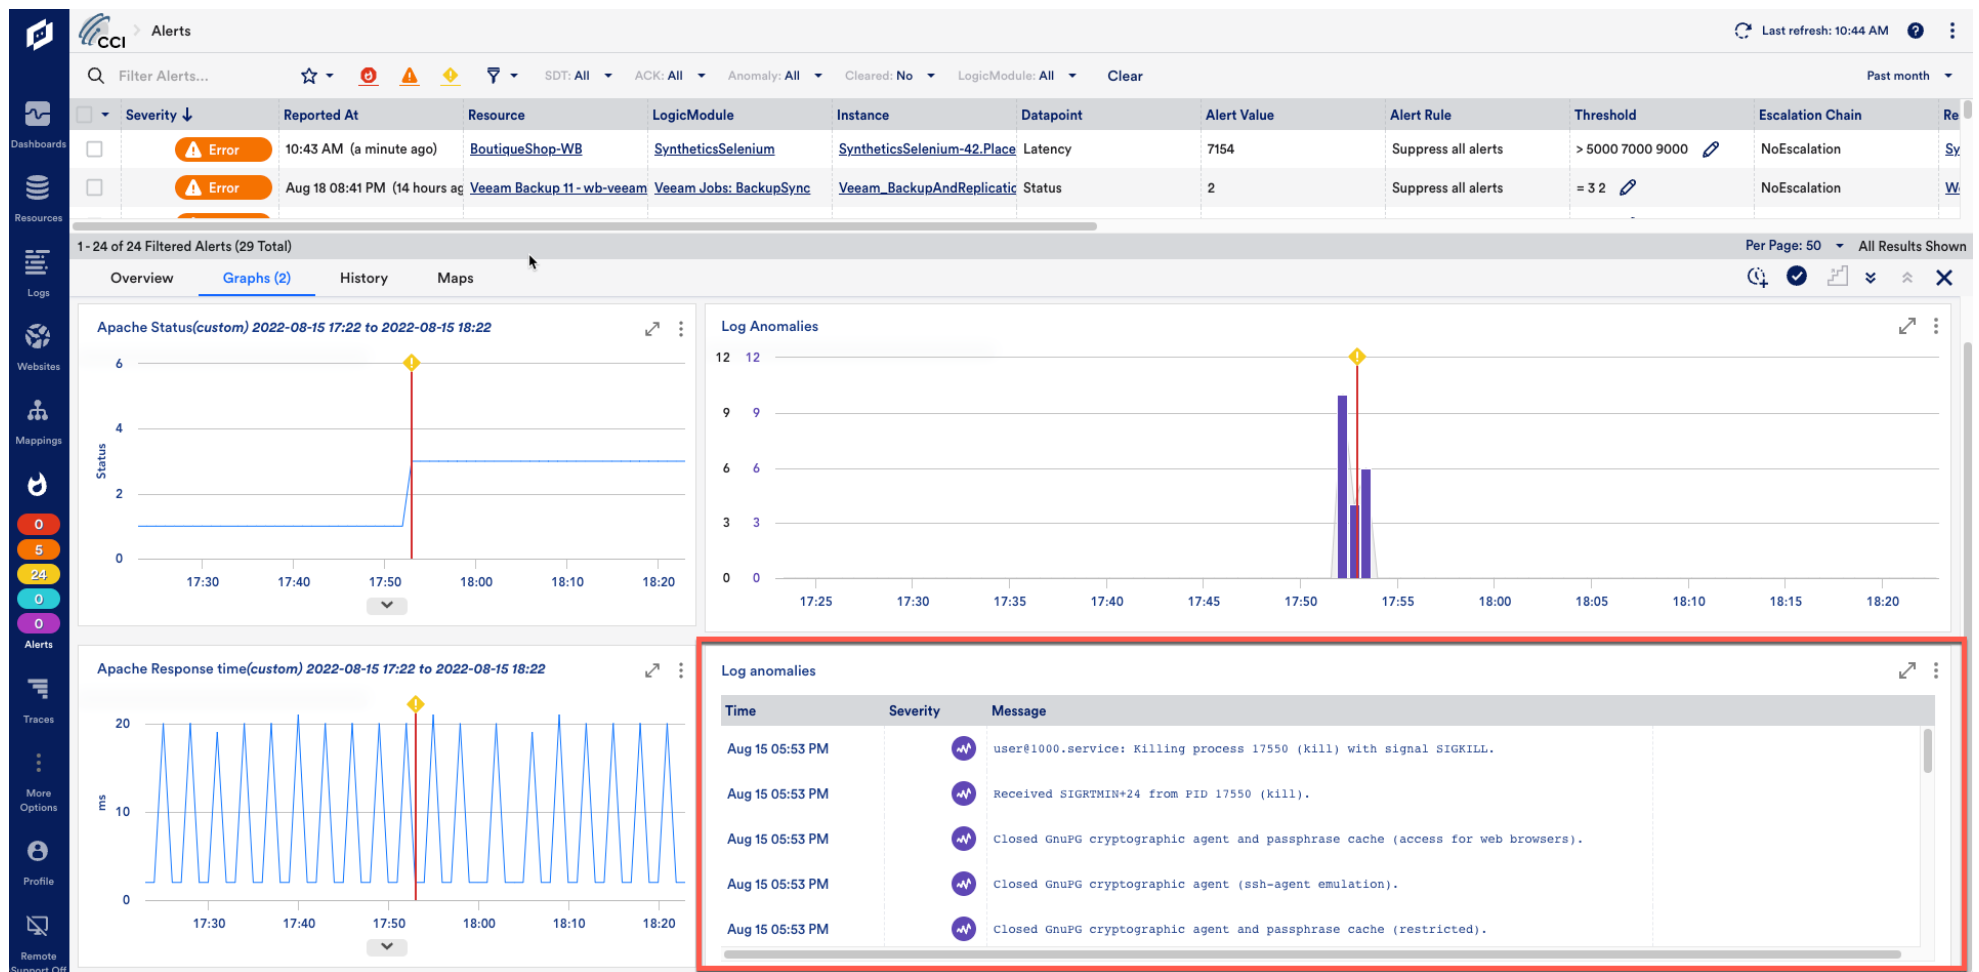 CCI
Alerts
Last refresh: 10:44 AM
Filter Alerts...
SDT: All
ACK: All
Anomaly: All
Cleared: No
LogicModule: All
Clear
Past month
Severity Reported At Resource LogicModule Instance Datapoint Alert Value Alert Rule Threshold Escalation Chain Re
Error 10:43 AM (a minute ago) BoutiqueShop-WB SyntheticsSelenium SyntheticsSelenium-42.Place Latency 7154 Suppress all alerts > 5000 7000 9000 NoEscalation Sy
Error Aug 18 08:41 PM (14 hours ag Veeam Backup 11 - wb-veeam Veeam Jobs: BackupSync Veeam_BackupAndReplicatio Status 2 Suppress all alerts = 3 2 NoEscalation
1 - 24 of 24 Filtered Alerts (29 Total)
Per Page: 50
All Results Shown
Overview
Graphs (2)
History
Maps
Dashboards
Resources
Logs
Websites
Mappings
0
5
24
0
0
Alerts
Traces
More
Options
Profile
Remote
Support Off
Apache Status(custom) 2022-08-15 17:22 to 2022-08-15 18:22
6
4
2
0
Status
17:30 17:40 17:50 18:00 18:10 18:20
Log Anomalies
12 12
9 9
6 6
3 3
0 0
17:25 17:30 17:35 17:40 17:45 17:50 17:55 18:00 18:05 18:10 18:15 18:20
Apache Response time(custom) 2022-08-15 17:22 to 2022-08-15 18:22
20
10
0
ms
17:30 17:40 17:50 18:00 18:10 18:20
Log anomalies
Time Severity Message
Aug 15 05:53 PM user@1000.service: Killing process 17550 (kill) with signal SIGKILL.
Aug 15 05:53 PM Received SIGRTMIN+24 from PID 17550 (kill).
Aug 15 05:53 PM Closed GnuPG cryptographic agent and passphrase cache (access for web browsers).
Aug 15 05:53 PM Closed GnuPG cryptographic agent (ssh-agent emulation).
Aug 15 05:53 PM Closed GnuPG cryptographic agent and passphrase cache (restricted).